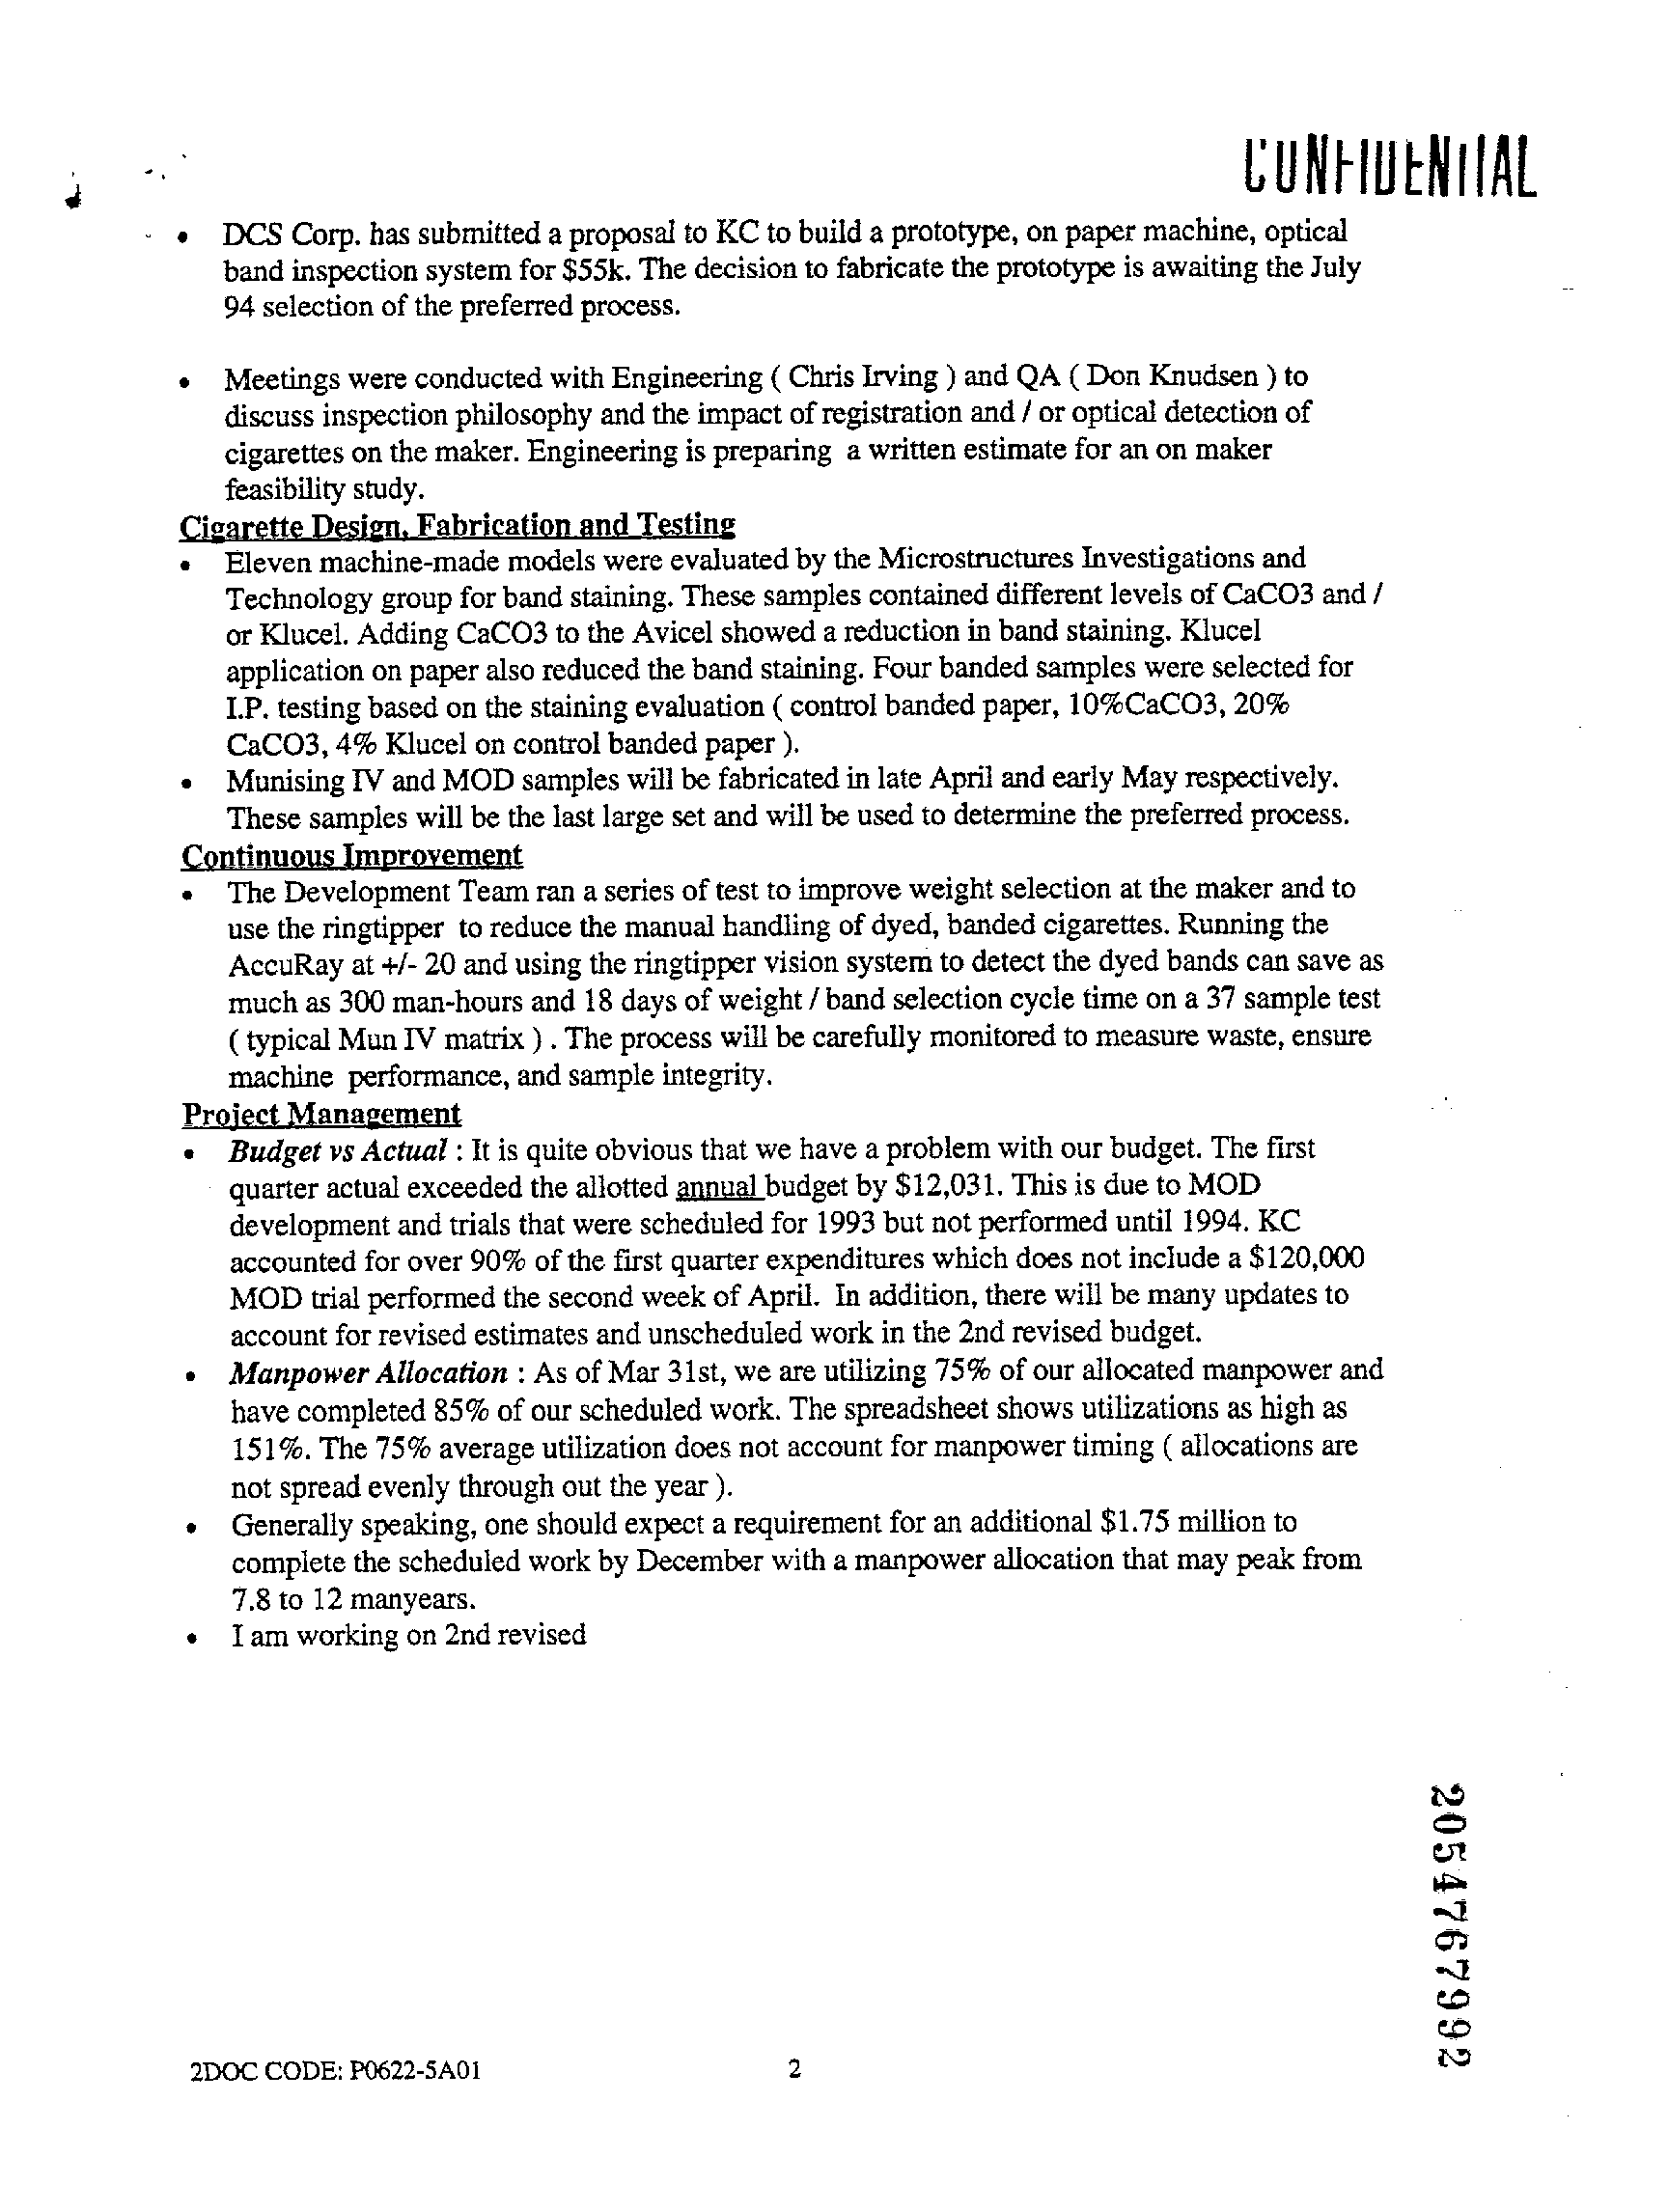 CONFIDENTIAL
• DCS Corp. has submitted a proposal to KC to build a prototype, on paper machine, optical
band inspection system for $55k. The decision to fabricate the prototype is awaiting the July
94 selection of the preferred process.
• Meetings were conducted with Engineering ( Chris Irving ) and QA ( Don Knudsen ) to
discuss inspection philosophy and the impact of registration and / or optical detection of
cigarettes on the maker. Engineering is preparing a written estimate for an on maker
feasibility study.
Cigarette Design, Fabrication and Testing
• Eleven machine-made models were evaluated by the Microstructures Investigations and
Technology group for band staining. These samples contained different levels of CaCO3 and /
or Klucel. Adding CaCO3 to the Avicel showed a reduction in band staining. Klucel
application on paper also reduced the band staining. Four banded samples were selected for
I.P. testing based on the staining evaluation ( control banded paper, 10%CaCO3, 20%
CaCO3, 4% Klucel on control banded paper ).
• Munising IV and MOD samples will be fabricated in late April and early May respectively.
These samples will be the last large set and will be used to determine the preferred process.
Continuous Improvement
• The Development Team ran a series of test to improve weight selection at the maker and to
use the ringtipper to reduce the manual handling of dyed, banded cigarettes. Running the
AccuRay at +/- 20 and using the ringtipper vision system to detect the dyed bands can save as
much as 300 man-hours and 18 days of weight / band selection cycle time on a 37 sample test
( typical Mun IV matrix ) . The process will be carefully monitored to measure waste, ensure
machine performance, and sample integrity.
Project Management
• Budget vs Actual : It is quite obvious that we have a problem with our budget. The first
quarter actual exceeded the allotted annual budget by $12,031. This is due to MOD
development and trials that were scheduled for 1993 but not performed until 1994. KC
accounted for over 90% of the first quarter expenditures which does not include a $120,000
MOD trial performed the second week of April. In addition, there will be many updates to
account for revised estimates and unscheduled work in the 2nd revised budget.
• Manpower Allocation : As of Mar 31st, we are utilizing 75% of our allocated manpower and
have completed 85% of our scheduled work. The spreadsheet shows utilizations as high as
151%. The 75% average utilization does not account for manpower timing ( allocations are
not spread evenly through out the year ).
• Generally speaking, one should expect a requirement for an additional $1.75 million to
complete the scheduled work by December with a manpower allocation that may peak from
7.8 to 12 manyears.
• I am working on 2nd revised
2054767992
2DOC CODE: P0622-5A01
2